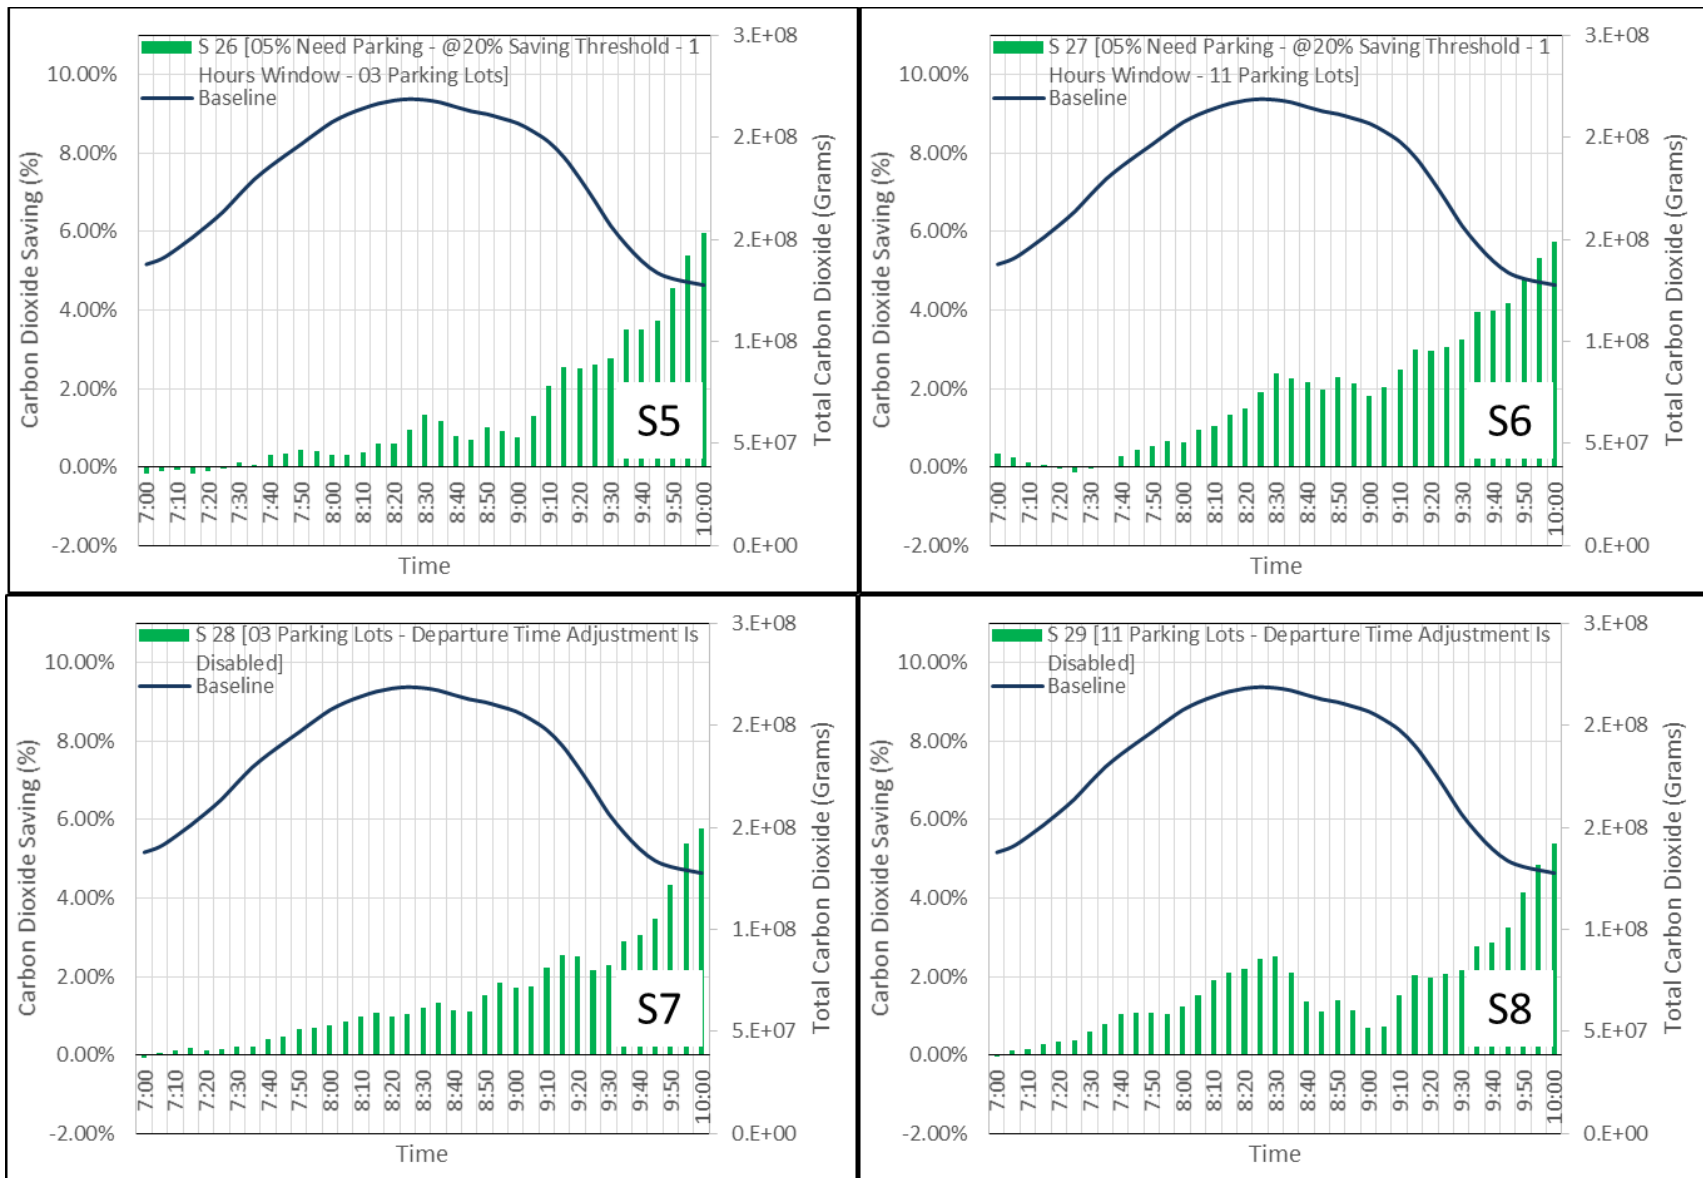 S 26 [05% Need Parking - @20% Saving Threshold - 1
Hours Window - 03 Parking Lots]
Baseline
Carbon Dioxide Saving (%)
10.00%
8.00%
6.00%
4.00%
2.00%
0.00%
-2.00%
7:00
7:10
7:20
7:30
7:40
7:50
8:00
8:10
8:20
8:30
8:40
8:50
9:00
9:10
9:20
9:30
9:40
9:50
10:00
Time
3.E+08
2.E+08
2.E+08
1.E+08
5.E+07
0.E+00
Total Carbon Dioxide (Grams)
S5
S 27 [05% Need Parking - @20% Saving Threshold - 1
Hours Window - 11 Parking Lots]
Baseline
Carbon Dioxide Saving (%)
10.00%
8.00%
6.00%
4.00%
2.00%
0.00%
-2.00%
7:00
7:10
7:20
7:30
7:40
7:50
8:00
8:10
8:20
8:30
8:40
8:50
9:00
9:10
9:20
9:30
9:40
9:50
10:00
Time
3.E+08
2.E+08
2.E+08
1.E+08
5.E+07
0.E+00
Total Carbon Dioxide (Grams)
S6
S 28 [03 Parking Lots - Departure Time Adjustment Is
Disabled]
Baseline
Carbon Dioxide Saving (%)
10.00%
8.00%
6.00%
4.00%
2.00%
0.00%
-2.00%
7:00
7:10
7:20
7:30
7:40
7:50
8:00
8:10
8:20
8:30
8:40
8:50
9:00
9:10
9:20
9:30
9:40
9:50
10:00
Time
3.E+08
2.E+08
2.E+08
1.E+08
5.E+07
0.E+00
Total Carbon Dioxide (Grams)
S7
S 29 [11 Parking Lots - Departure Time Adjustment Is
Disabled]
Baseline
Carbon Dioxide Saving (%)
10.00%
8.00%
6.00%
4.00%
2.00%
0.00%
-2.00%
7:00
7:10
7:20
7:30
7:40
7:50
8:00
8:10
8:20
8:30
8:40
8:50
9:00
9:10
9:20
9:30
9:40
9:50
10:00
Time
3.E+08
2.E+08
2.E+08
1.E+08
5.E+07
0.E+00
Total Carbon Dioxide (Grams)
S8